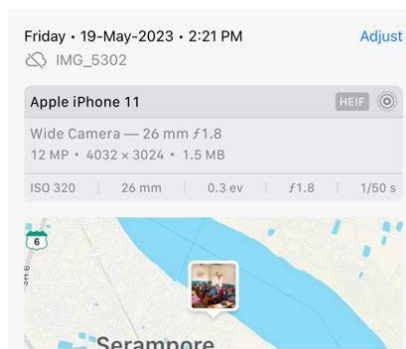 Friday • 19-May-2023 • 2:21 PM Adjust
IMG_5302
Apple iPhone 11 HEIF
Wide Camera — 26 mm ƒ1.8
12 MP • 4032 × 3024 • 1.5 MB
ISO 320 | 26 mm | 0.3 ev | ƒ1.8 | 1/50 s
6
SH 6
Serampore